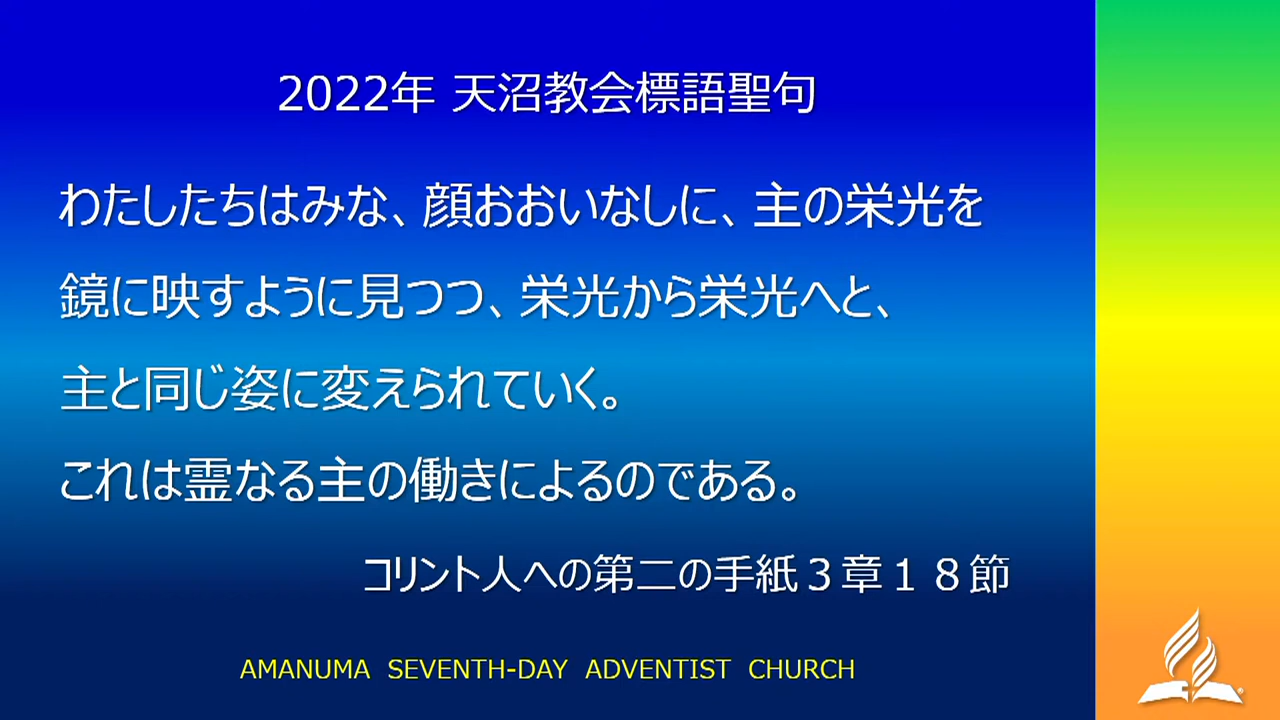 2022年 天沼教会標語聖句
わたしたちはみな、顔おおいなしに、主の栄光を
鏡に映すように見つつ、栄光から栄光へと、
主と同じ姿に変えられていく。
これは霊なる主の働きによるのである。
コリント人への第二の手紙３章１８節
AMANUMA SEVENTH-DAY ADVENTIST CHURCH